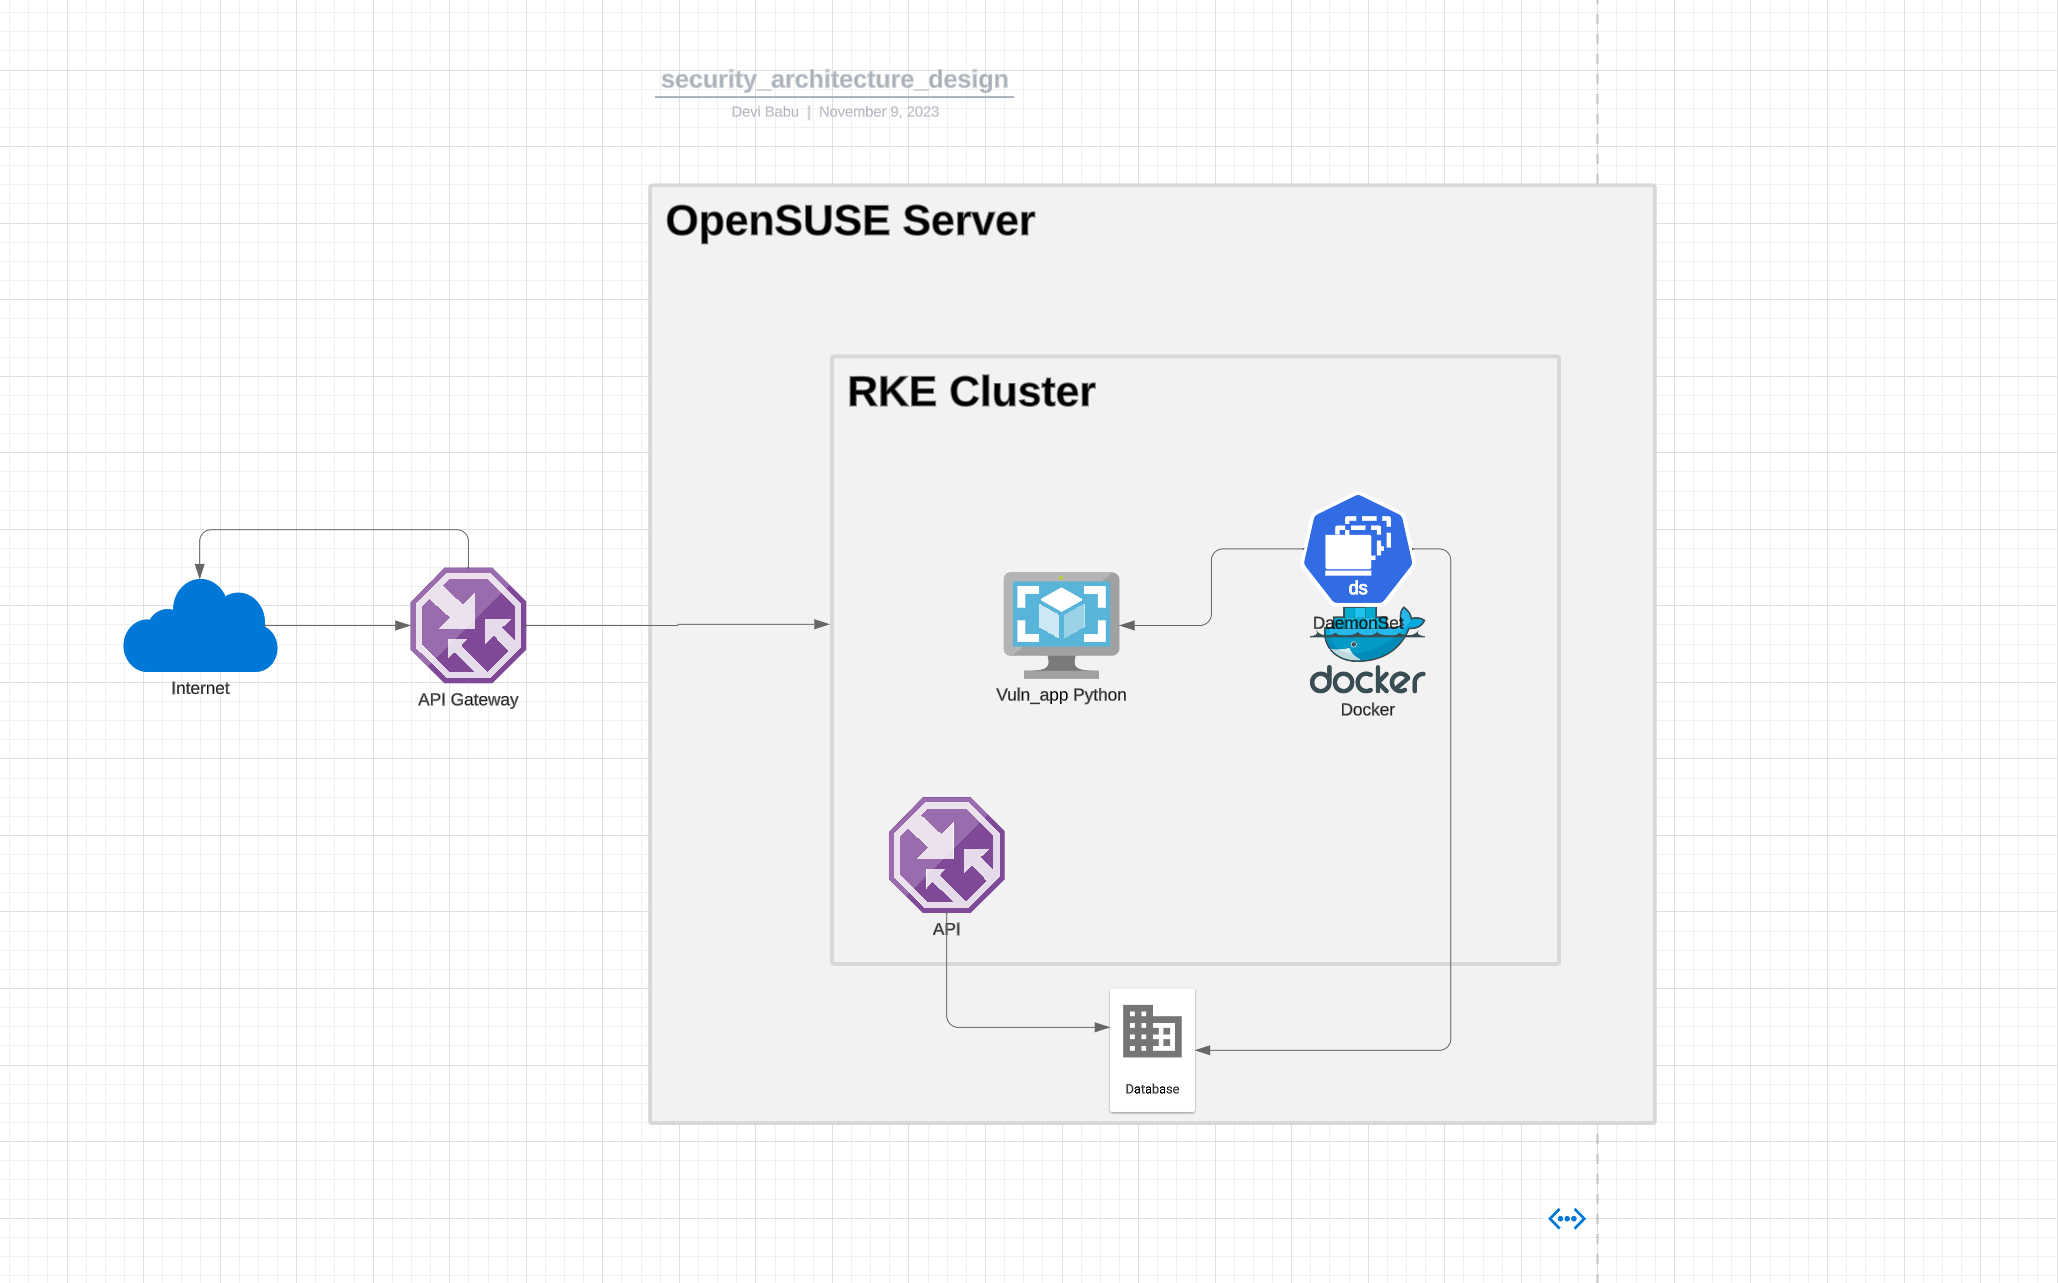 security_architecture_design
Devi Babu | November 9, 2023
OpenSUSE Server
RKE Cluster
ds
DaemonSet
docker
Docker
Vuln_app Python
Internet
API Gateway
API
Database